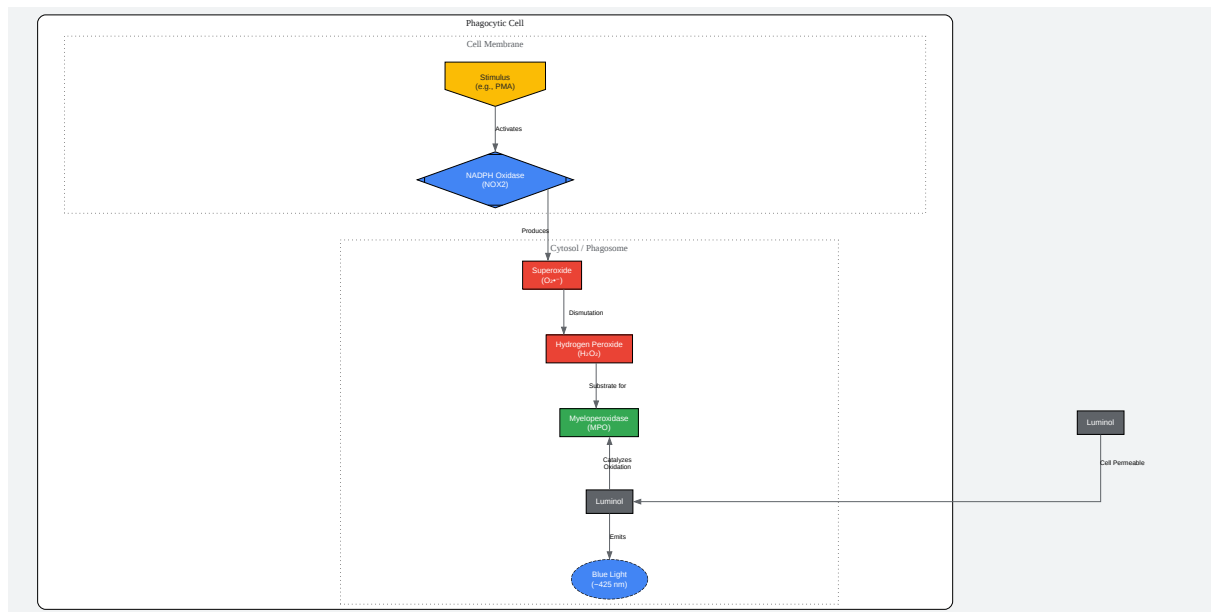 Phagocytic Cell
Cell Membrane
Stimulus
(e.g., PMA)
Activates
NADPH Oxidase
(NOX2)
Produces
Cytosol / Phagosome
Superoxide
(O₂•⁻)
Dismutation
Hydrogen Peroxide
(H₂O₂)
Substrate for
Myeloperoxidase
(MPO)
Luminol
Catalyzes
Oxidation
Cell Permeable
Luminol
Emits
Blue Light
(~425 nm)